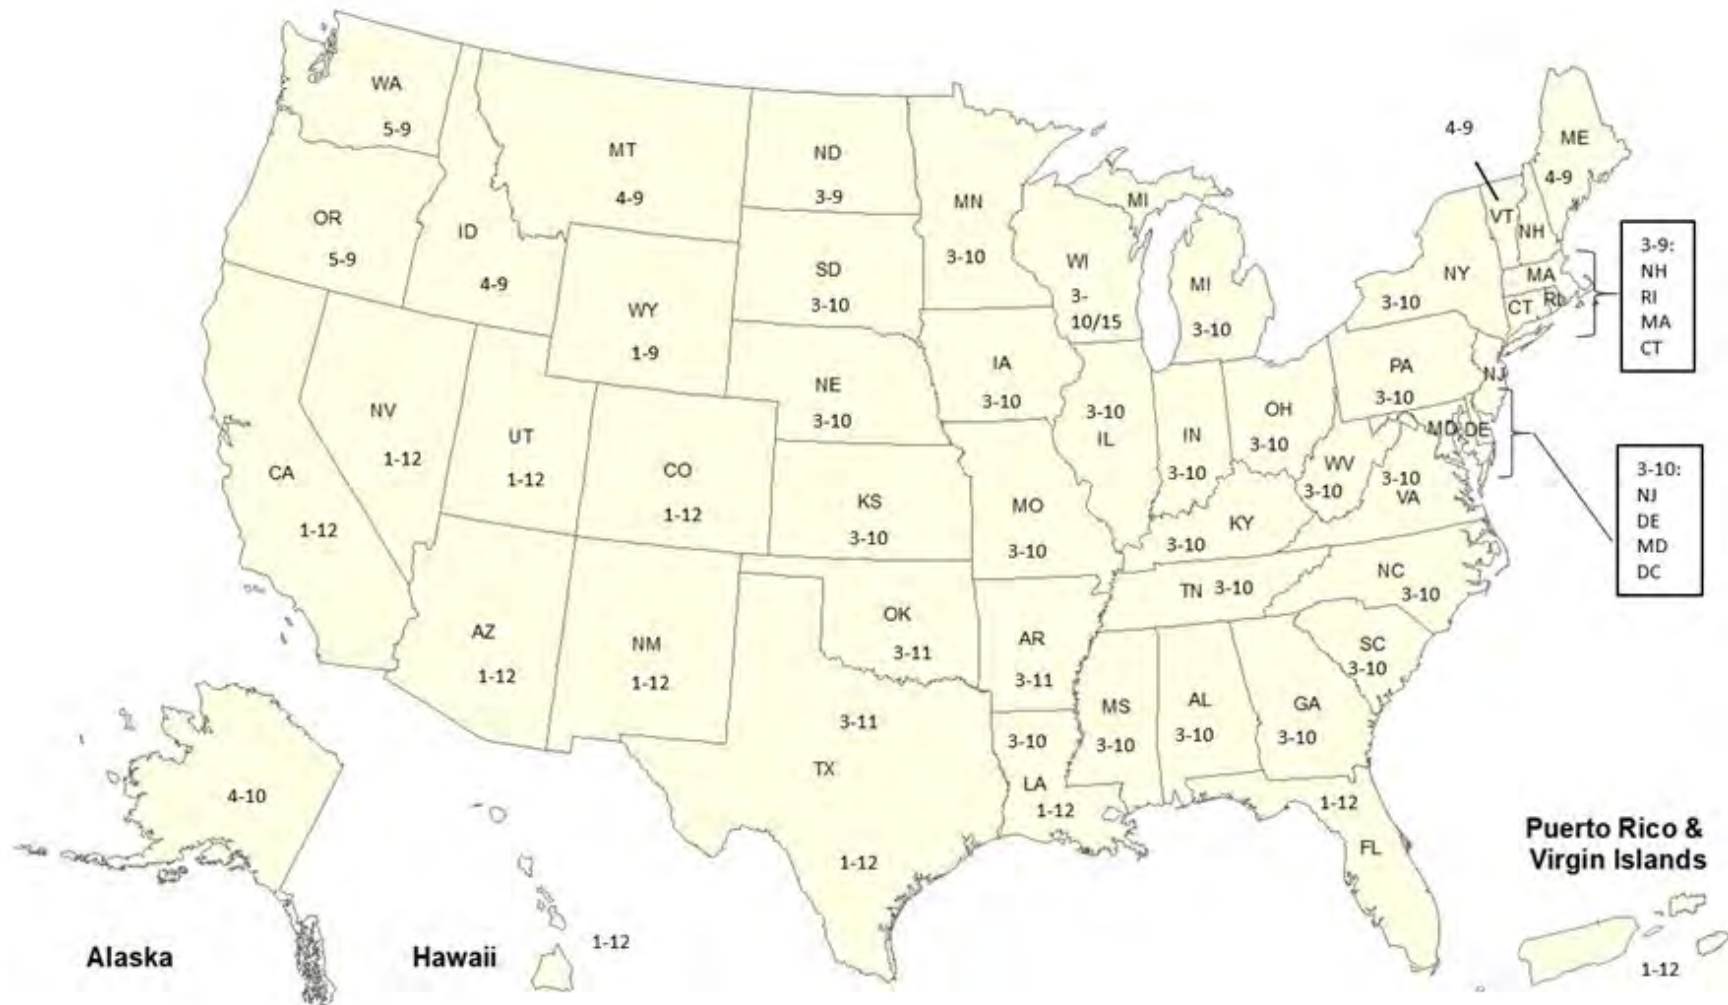 WA
5-9
OR
5-9
CA
1-12
NV
1-12
ID
4-9
MT
4-9
WY
1-9
UT
1-12
CO
1-12
AZ
1-12
NM
1-12
ND
3-9
SD
3-10
NE
3-10
KS
3-10
OK
3-11
3-11
TX
1-12
MN
3-10
IA
3-10
MO
3-10
AR
3-11
3-10
LA
1-12
WI
3-
10/15
3-10
IL
MI
MI
3-10
IN
3-10
OH
3-10
KY
3-10
TN 3-10
MS
3-10
AL
3-10
GA
3-10
1-12
FL
SC
3-10
NC
3-10
3-10
VA
WV
3-10
PA
3-10
NY
3-10
4-9
VT
NH
ME
4-9
MA
CT
RI
NJ
MD
DE
3-9:
NH
RI
MA
CT
3-10:
NJ
DE
MD
DC
4-10
Alaska
Hawaii
1-12
Puerto Rico &
Virgin Islands
1-12